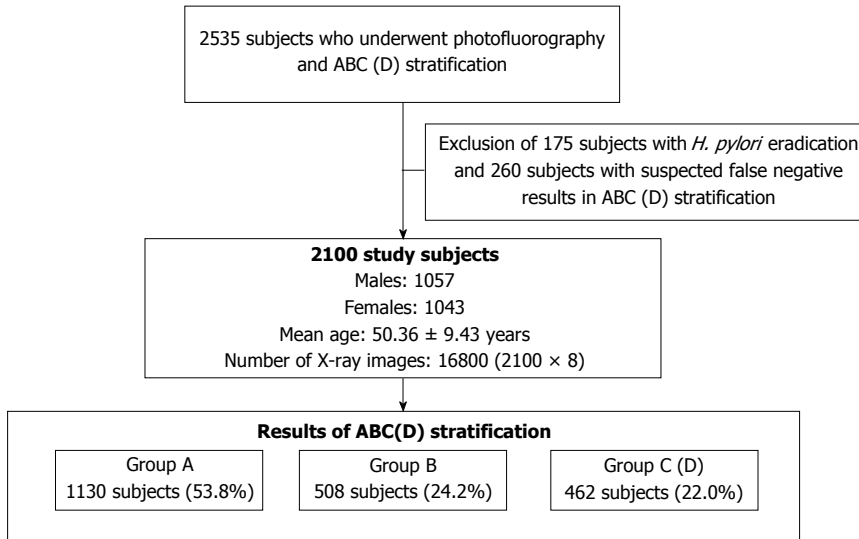 2535 subjects who underwent photofluorography
and ABC (D) stratification
Exclusion of 175 subjects with H. pylori eradication
and 260 subjects with suspected false negative
results in ABC (D) stratification
2100 study subjects
Males: 1057
Females: 1043
Mean age: 50.36 ± 9.43 years
Number of X-ray images: 16800 (2100 × 8)
Results of ABC(D) stratification
Group A
1130 subjects (53.8%)
Group B
508 subjects (24.2%)
Group C (D)
462 subjects (22.0%)